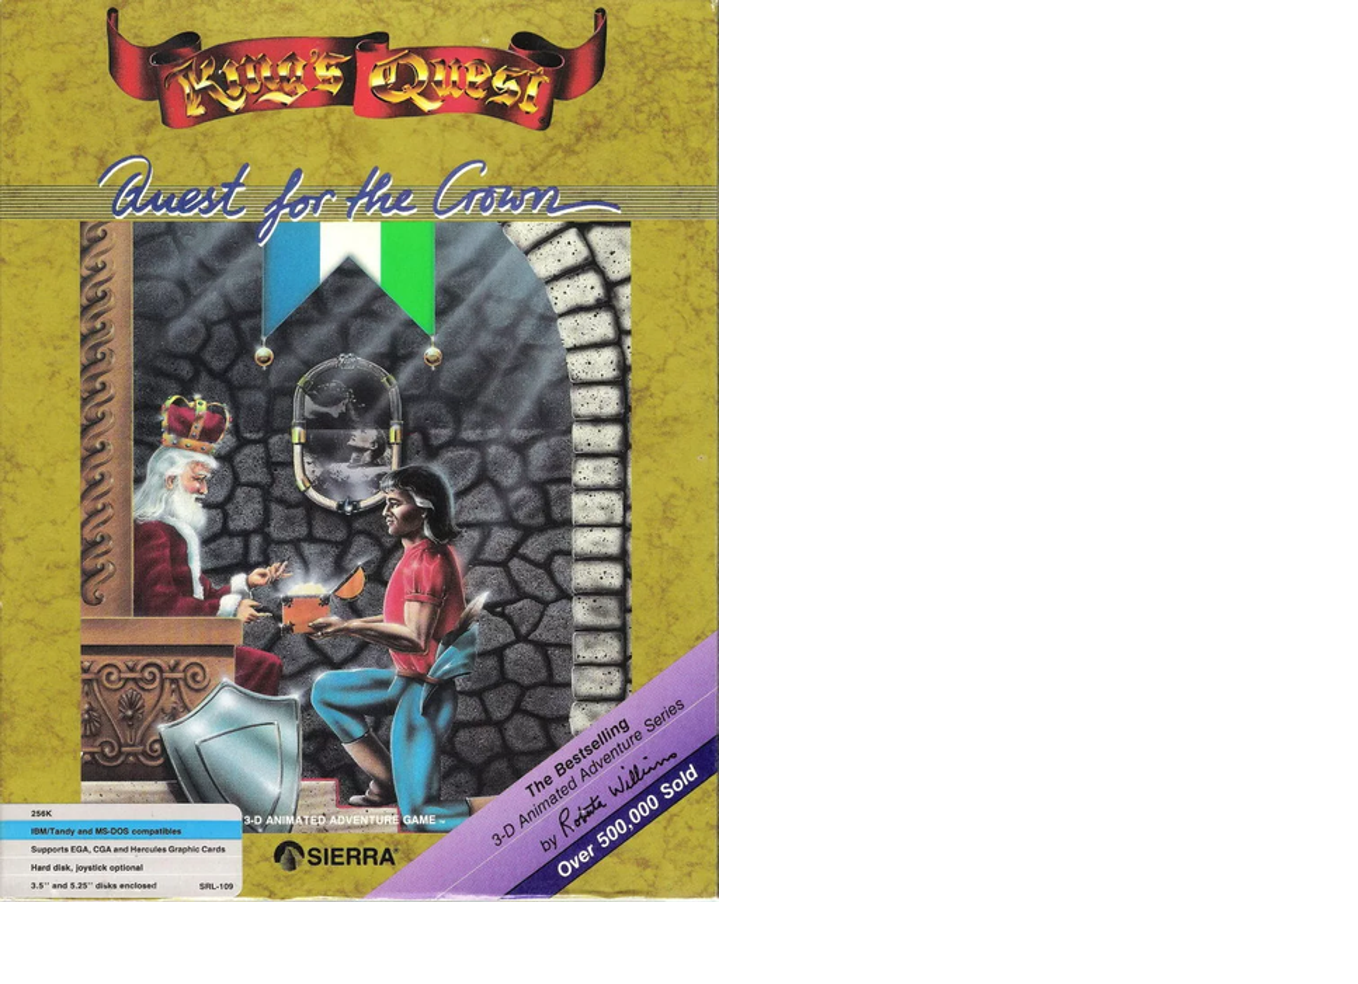 King's Quest
Quest for the Crown
The Bestselling
3-D Animated Adventure Series
by Roberta Williams
Over 500,000 Sold
256K
IBM/Tandy and MS-DOS compatibles
Supports EGA, CGA and Hercules Graphic Cards
Hard disk, joystick optional
3.5" and 5.25" disks enclosed
SRL-109
3-D ANIMATED ADVENTURE GAME™
SIERRA®